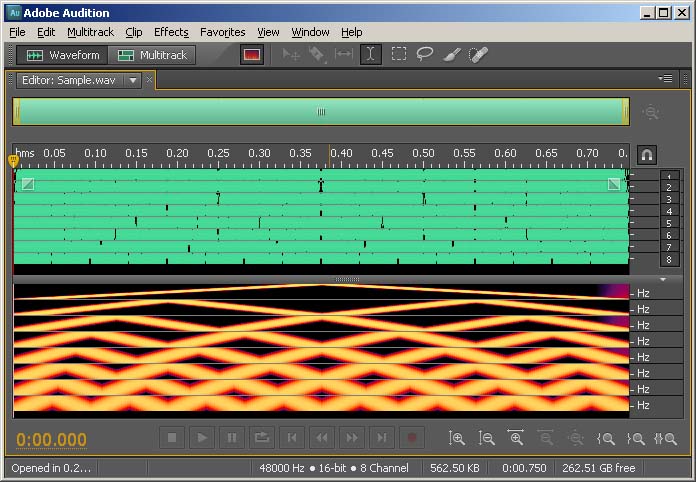 Au Adobe Audition
File Edit Multitrack Clip Effects Favorites View Window Help
Waveform Multitrack
Editor: Sample.wav
hms 0.05 0.10 0.15 0.20 0.25 0.30 0.35 0.40 0.45 0.50 0.55 0.60 0.65 0.70 0.
1
2
3
4
5
6
7
8
Hz
Hz
Hz
Hz
Hz
Hz
Hz
Hz
0:00.000
Opened in 0.2... 48000 Hz ● 16-bit ● 8 Channel 562.50 KB 0:00.750 262.51 GB free